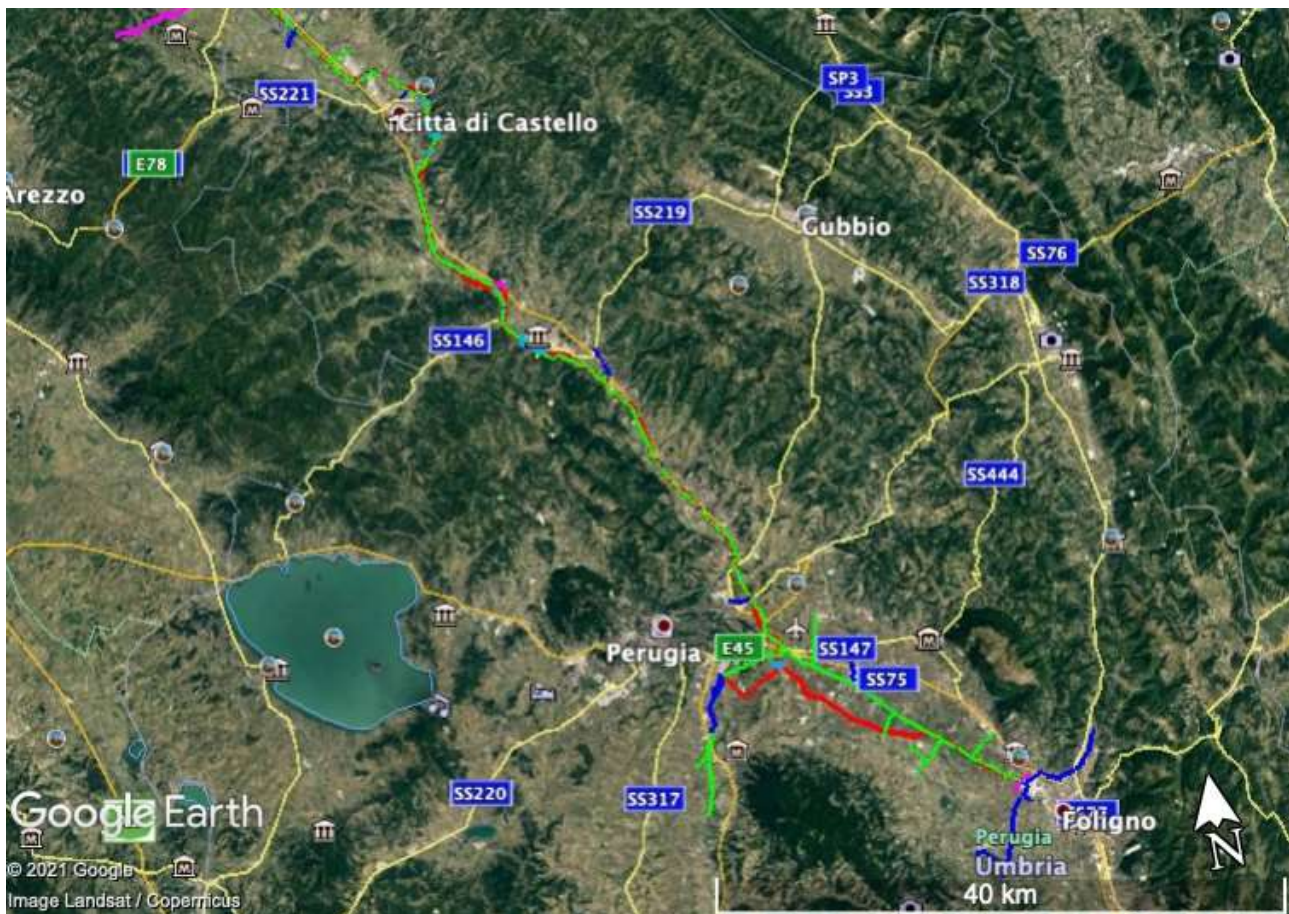 SP3
SS3
SS221
Città di Castello
E78
Arezzo
SS219
Gubbio
SS76
SS318
SS146
SS444
Perugia
E45
SS147
SS75
SS220
SS317
Google Earth
Foligno
Perugia
Umbria
40 km
N
© 2021 Google
Image Landsat / Copernicus